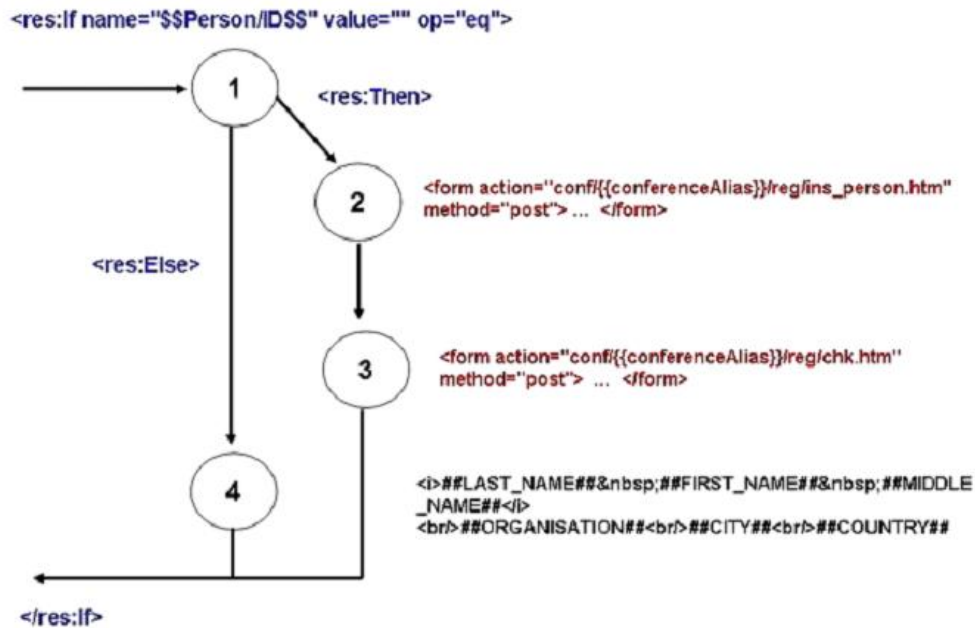 <res:If name="$$Person/ID$$" value="" op="eq">
1
<res:Then>
2
<form action="conf/{{conferenceAlias}}/reg/ins_person.htm"
method="post"> ... </form>
<res:Else>
3
<form action="conf/{{conferenceAlias}}/reg/chk.htm"
method="post"> ... </form>
4
<i>##LAST_NAME##&nbsp;##FIRST_NAME##&nbsp;##MIDDLE
_NAME##</i>
<br/>##ORGANISATION##<br/>##CITY##<br/>##COUNTRY##
</res:If>